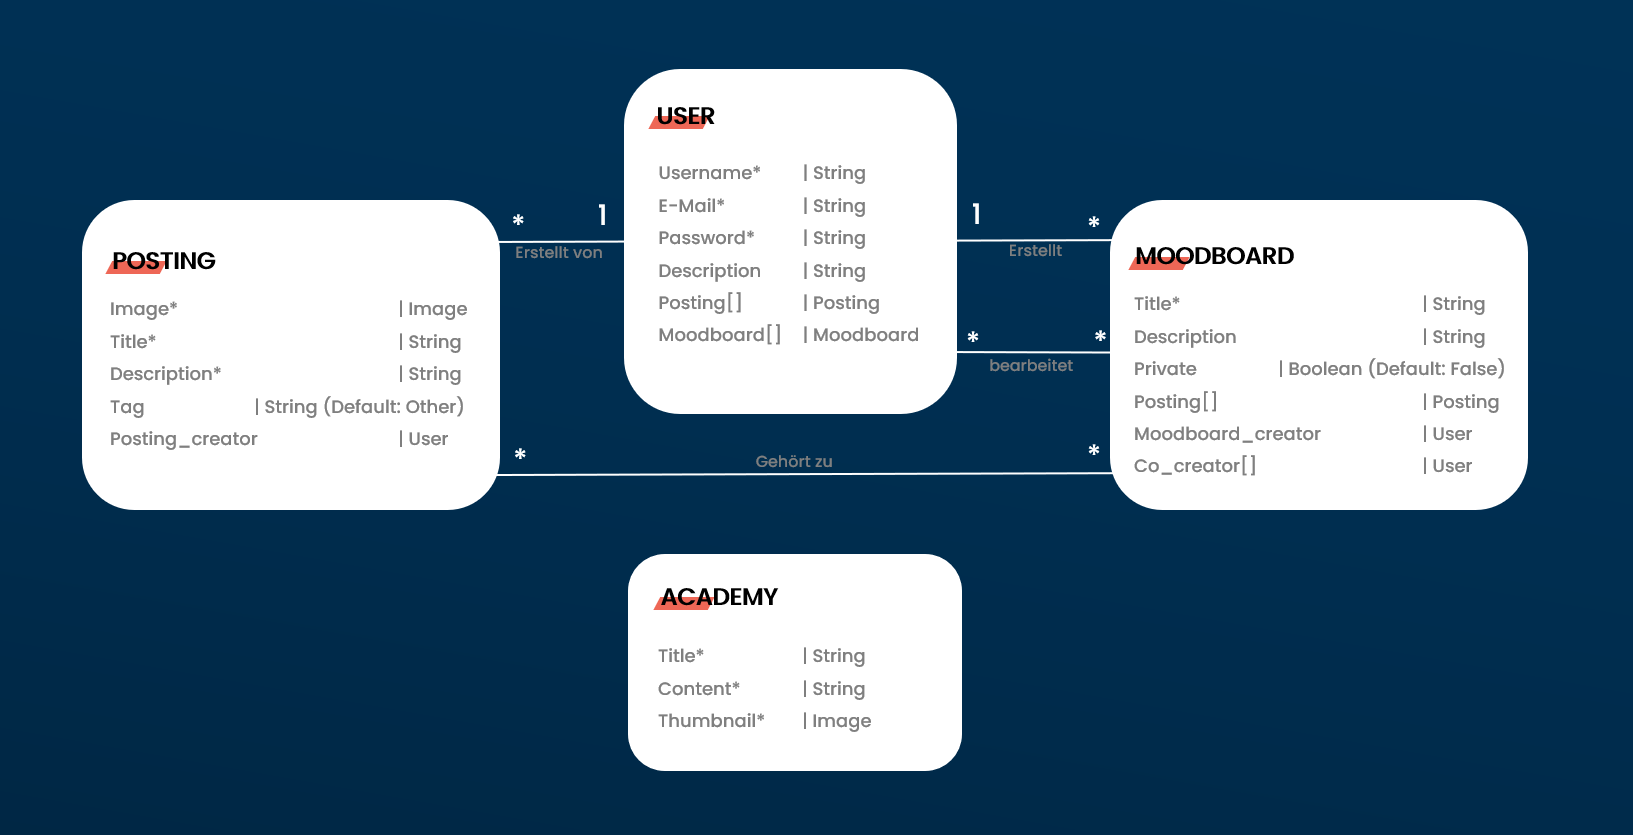 USER
Username* | String
E-Mail* | String
Password* | String
Description | String
Posting[] | Posting
Moodboard[] | Moodboard
POSTING
Image* | Image
Title* | String
Description* | String
Tag | String (Default: Other)
Posting_creator | User
* 1
Erstellt von
1 *
Erstellt
* *
bearbeitet
* *
Gehört zu
MOODBOARD
Title* | String
Description | String
Private | Boolean (Default: False)
Posting[] | Posting
Moodboard_creator | User
Co_creator[] | User
ACADEMY
Title* | String
Content* | String
Thumbnail* | Image